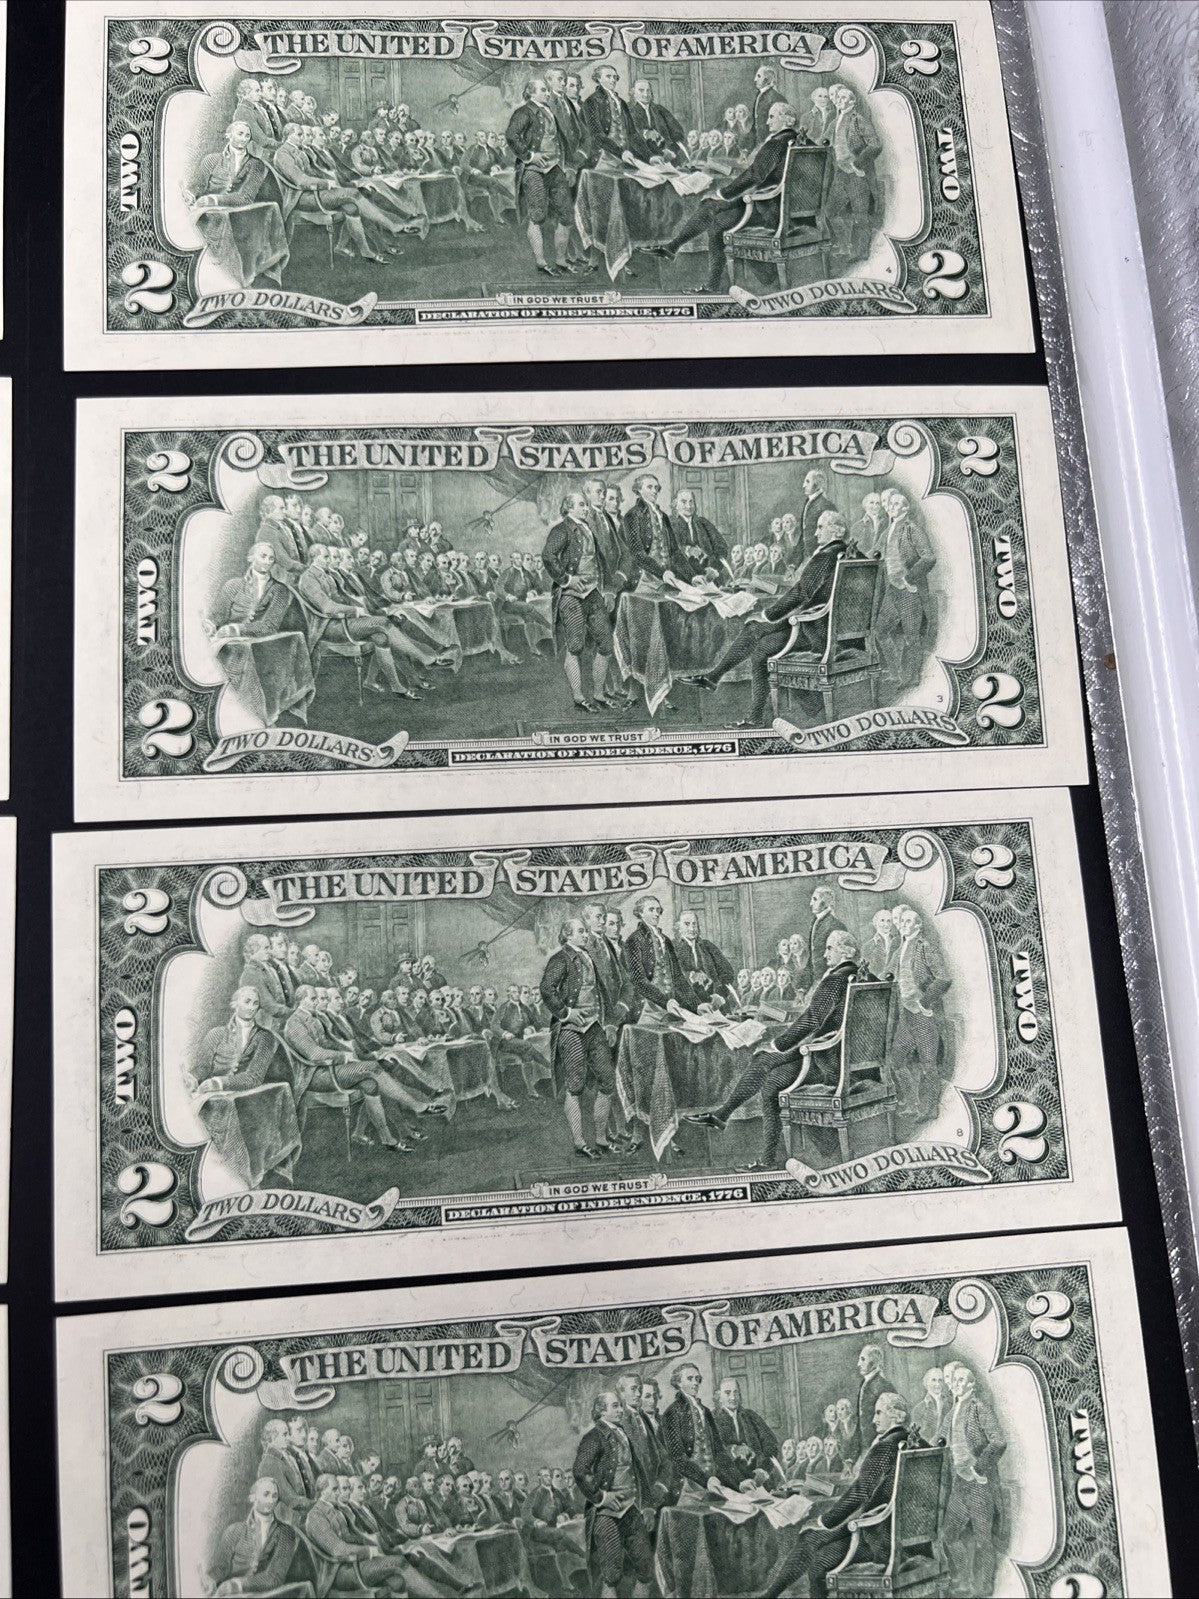 2 THE UNITED STATES OF AMERICA 2
TWO TWO
4
2 TWO DOLLARS IN GOD WE TRUST TWO DOLLARS 2
DECLARATION OF INDEPENDENCE, 1776
2 THE UNITED STATES OF AMERICA 2
TWO TWO
3
2 TWO DOLLARS IN GOD WE TRUST TWO DOLLARS 2
DECLARATION OF INDEPENDENCE, 1776
2 THE UNITED STATES OF AMERICA 2
TWO TWO
8
2 TWO DOLLARS IN GOD WE TRUST TWO DOLLARS 2
DECLARATION OF INDEPENDENCE, 1776
2 THE UNITED STATES OF AMERICA 2
TWO TWO
2